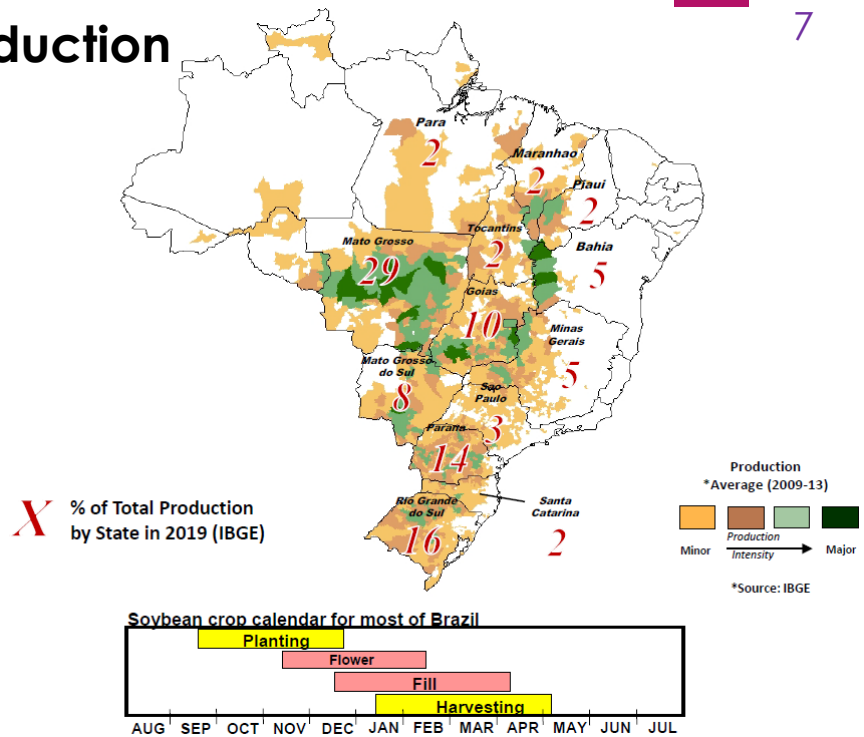 duction
7
Para
2
Maranhao
2
Piaui
2
Tocantins
2
Mato Grosso
29
Bahia
5
Goias
10
Minas
Gerais
5
Mato Grosso
do Sul
8
Sao
Paulo
3
Parana
14
Rio Grande
do Sul
16
Santa
Catarina
2
X % of Total Production
by State in 2019 (IBGE)
Production
*Average (2009-13)
Minor Production Intensity Major
*Source: IBGE
Soybean crop calendar for most of Brazil
Planting
Flower
Fill
Harvesting
AUG SEP OCT NOV DEC JAN FEB MAR APR MAY JUN JUL